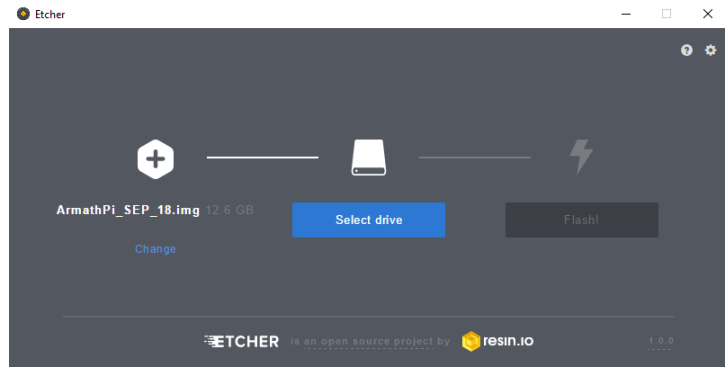 Etcher
ArmathPi_SEP_18.img 12.6 GB
Select drive
Flash!
Change
ETCHER is an open source project by resin.io
1.0.0